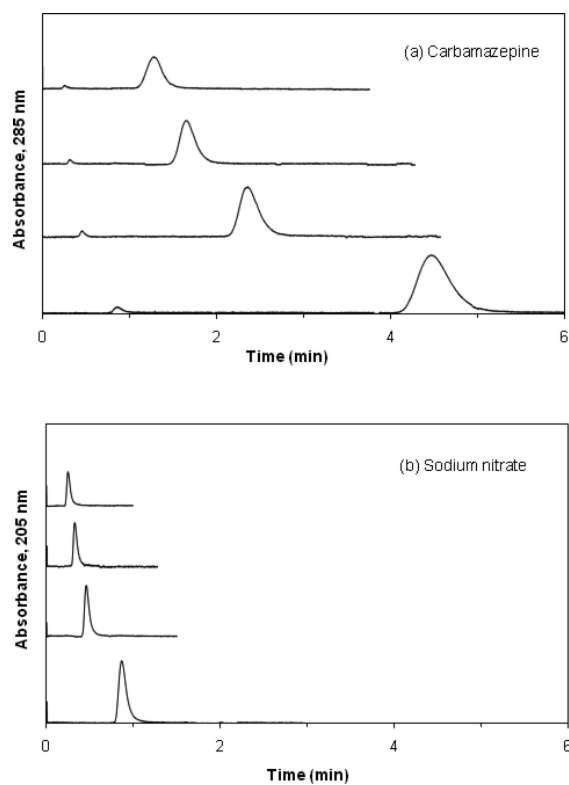 (a) Carbamazepine
Absorbance, 285 nm
0 2 4 6
Time (min)
(b) Sodium nitrate
Absorbance, 205 nm
0 2 4 6
Time (min)